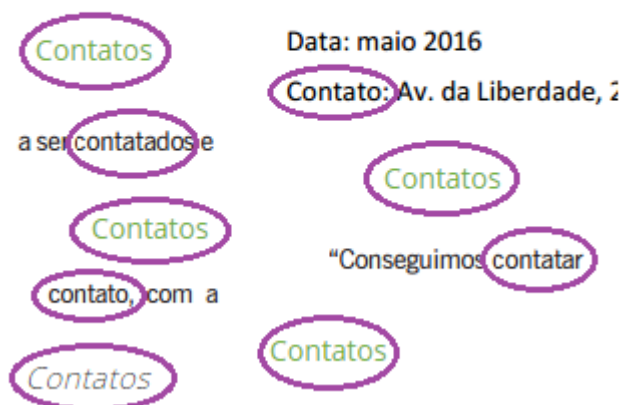 Contatos
Data: maio 2016
Contato: Av. da Liberdade,
a ser contatados e
Contatos
Contatos
“Conseguimos contatar
contato, com a
Contatos
Contatos